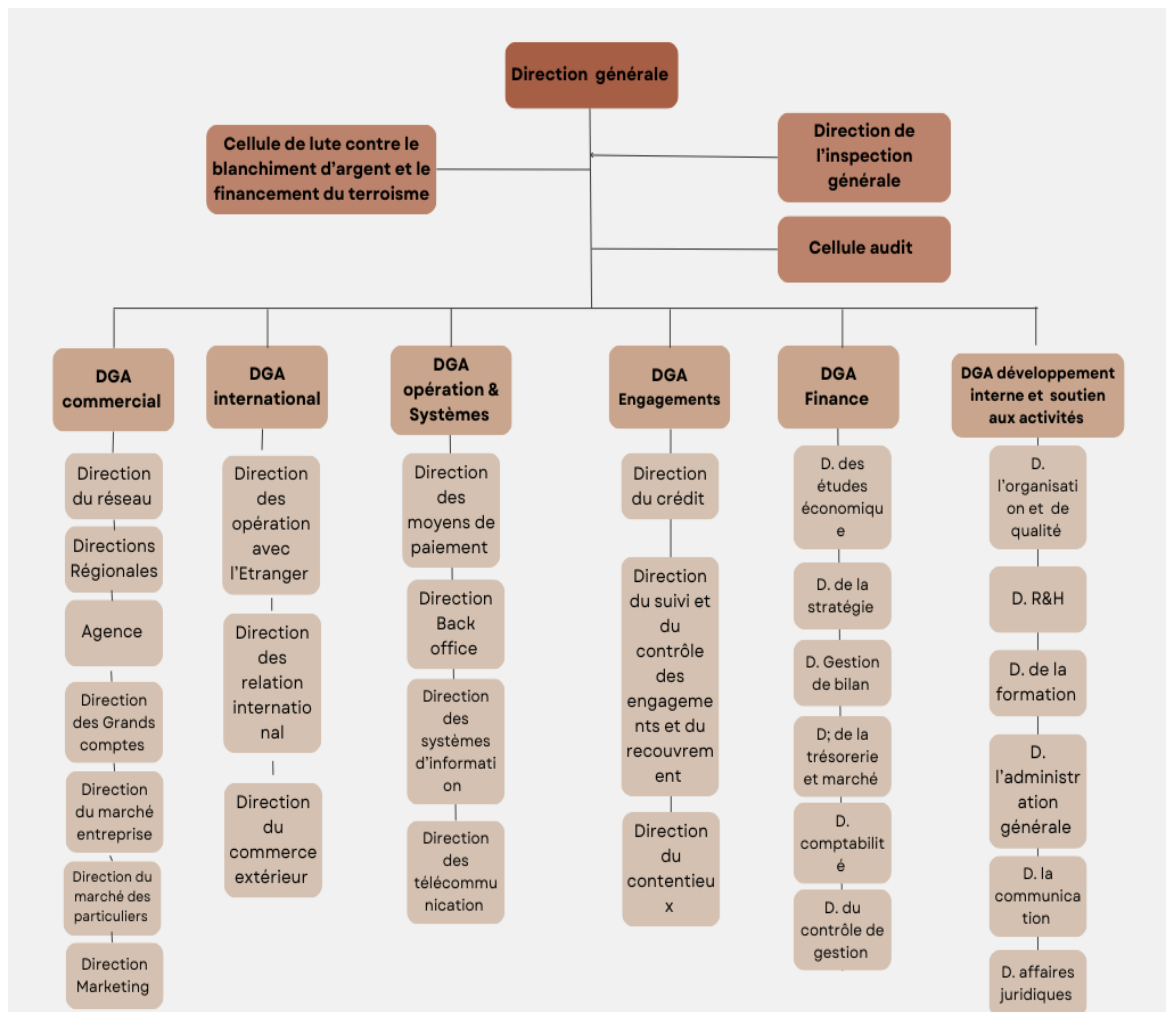 Direction générale
Cellule de lute contre le
blanchiment d'argent et le
financement du terroisme
Direction de
l'inspection
générale
Cellule audit
DGA
commercial
Direction
du réseau
Directions
Régionales
Agence
Direction
des Grands
comptes
Direction
du marché
entreprise
Direction du
marché des
particuliers
Direction
Marketing
DGA
international
Direction
des
opération
avec
l'Etranger
Direction
des
relation
internatio
nal
Direction
du
commerce
extérieur
DGA
opération &
Systèmes
Direction
des
moyens de
paiement
Direction
Back
office
Direction
des
systèmes
d'informati
on
Direction
des
télécommu
nication
DGA
Engagements
Direction
du crédit
Direction
du suivi et
du
contrôle
des
engageme
nts et du
recouvrem
ent
Direction
du
contentieu
x
DGA
Finance
D. des
études
économiqu
e
D. de la
stratégie
D. Gestion
de bilan
D; de la
trésorerie
et marché
D.
comptabilit
é
D. du
contrôle de
gestion
DGA développement
interne et soutien
aux activités
D.
l'organisati
on et de
qualité
D. R&H
D. de la
formation
D.
l'administr
ation
générale
D. la
communica
tion
D. affaires
juridiques